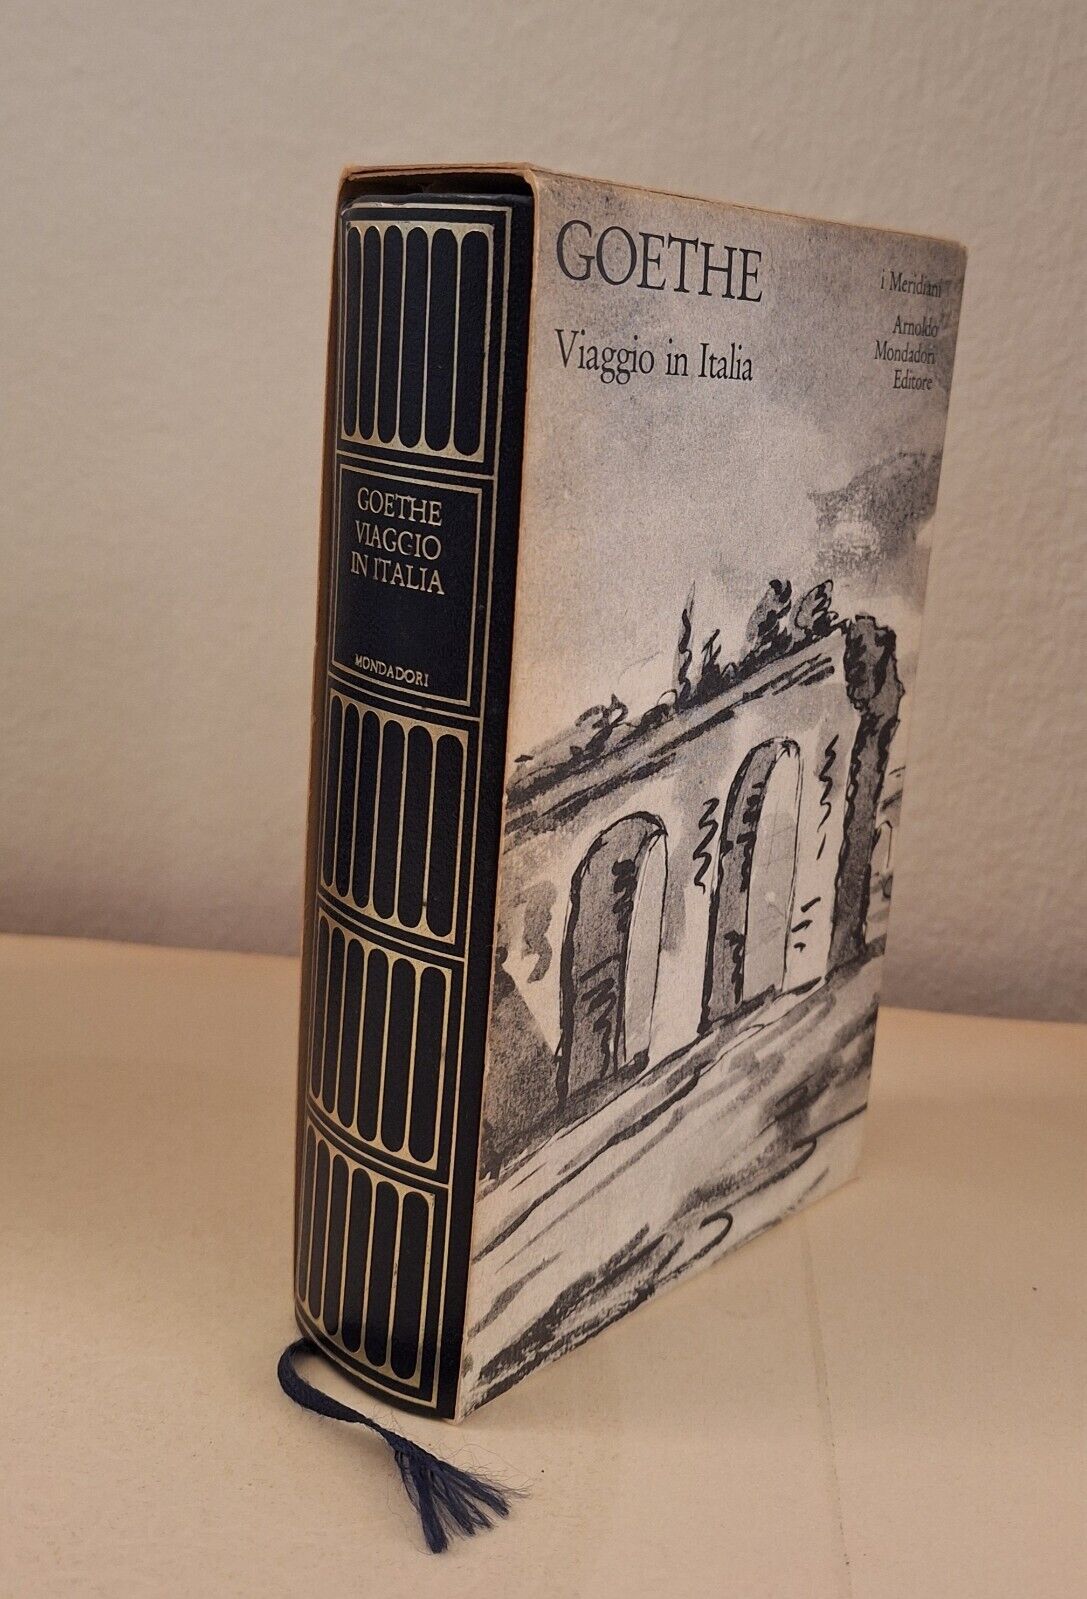 GOETHE
Viaggio in Italia
i Meridiani
Arnoldo
Mondadori
Editore
GOETHE
VIAGGIO
IN ITALIA
MONDADORI